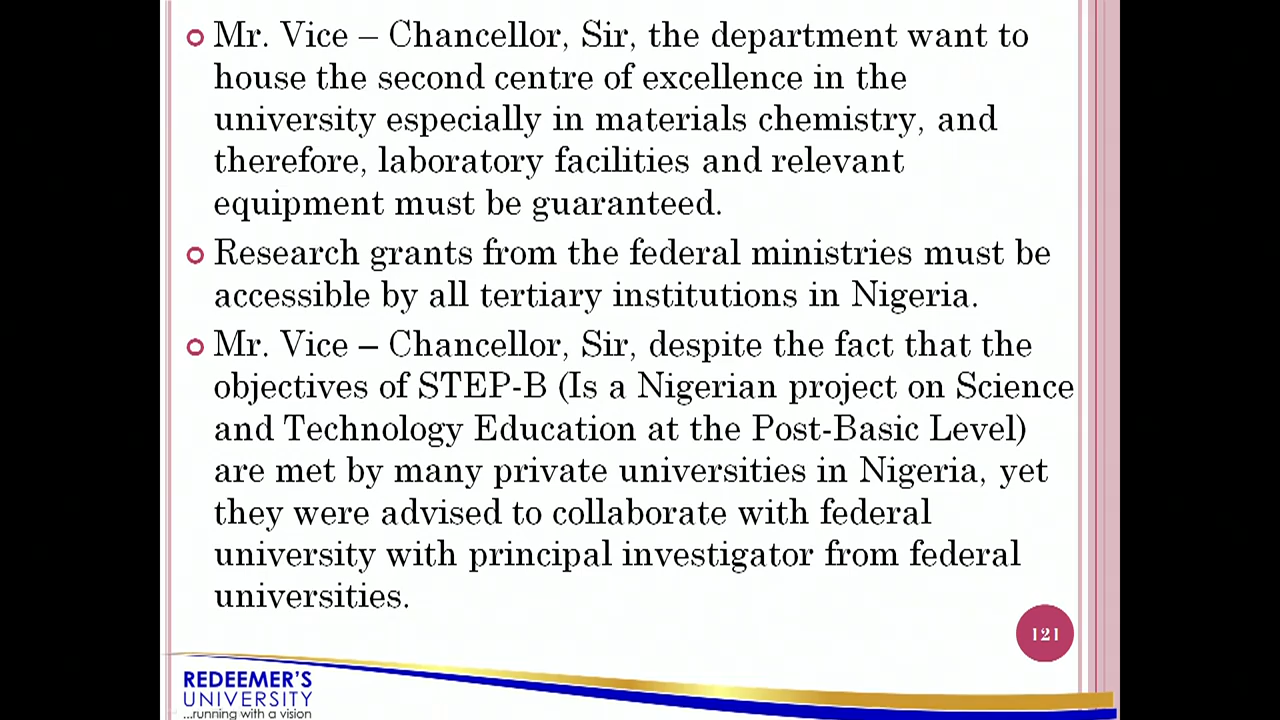 Mr. Vice – Chancellor, Sir, the department want to
house the second centre of excellence in the
university especially in materials chemistry, and
therefore, laboratory facilities and relevant
equipment must be guaranteed.
Research grants from the federal ministries must be
accessible by all tertiary institutions in Nigeria.
Mr. Vice – Chancellor, Sir, despite the fact that the
objectives of STEP-B (Is a Nigerian project on Science
and Technology Education at the Post-Basic Level)
are met by many private universities in Nigeria, yet
they were advised to collaborate with federal
university with principal investigator from federal
universities.
121
REDEEMER'S
UNIVERSITY
...running with a vision